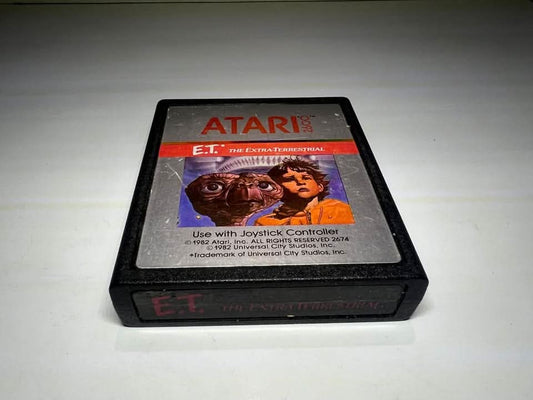 ATARI 2600™
E.T.* THE EXTRA-TERRESTRIAL
Use with Joystick Controller
©1982 Atari, Inc. ALL RIGHTS RESERVED 2674
©1982 Universal City Studios, Inc.
*Trademark of Universal City Studios, Inc.
E.T.* THE EXTRA-TERRESTRIAL